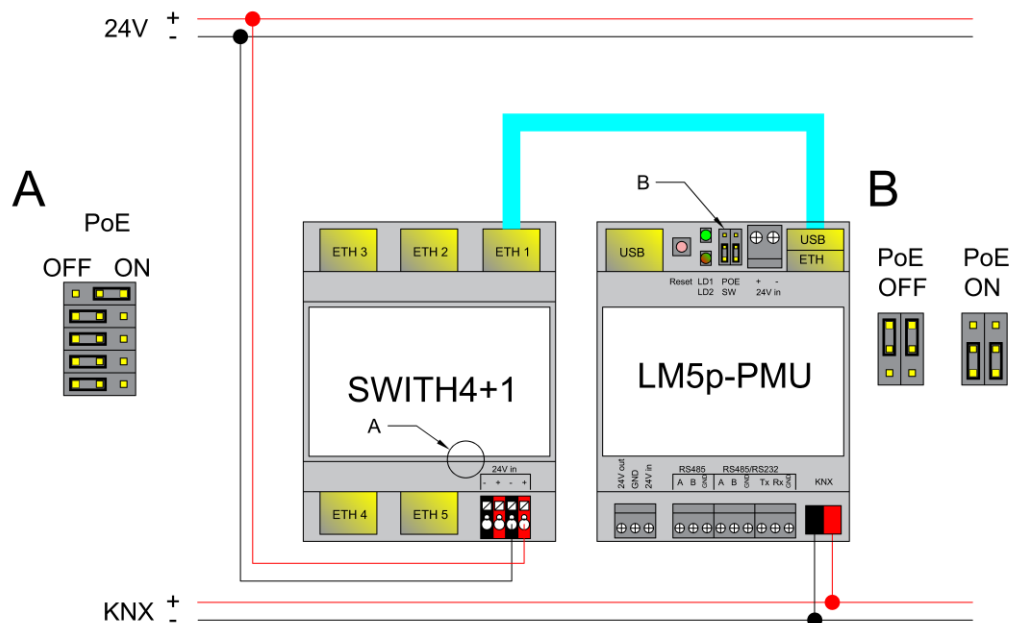 24V
+
-
A
PoE
OFF ON
B
B
PoE
OFF
PoE
ON
ETH 3
ETH 2
ETH 1
USB
USB
ETH
Reset LD1 POE + -
LD2 SW 24V in
SWITH4+1
A
LM5p-PMU
24V in
- + - +
ETH 4
ETH 5
24V out
GND
24V in
RS485 RS485/RS232
A B GND A B GND Tx Rx GND
KNX
KNX
+
-